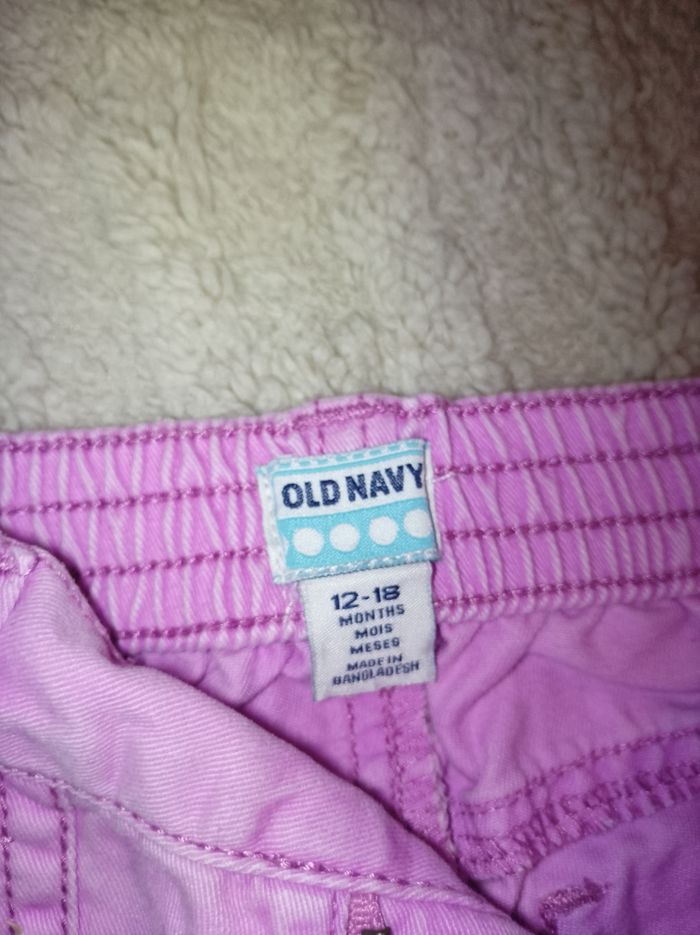 OLD NAVY
12-18
MONTHS
MOIS
MESES
MADE IN
BANGLADESH